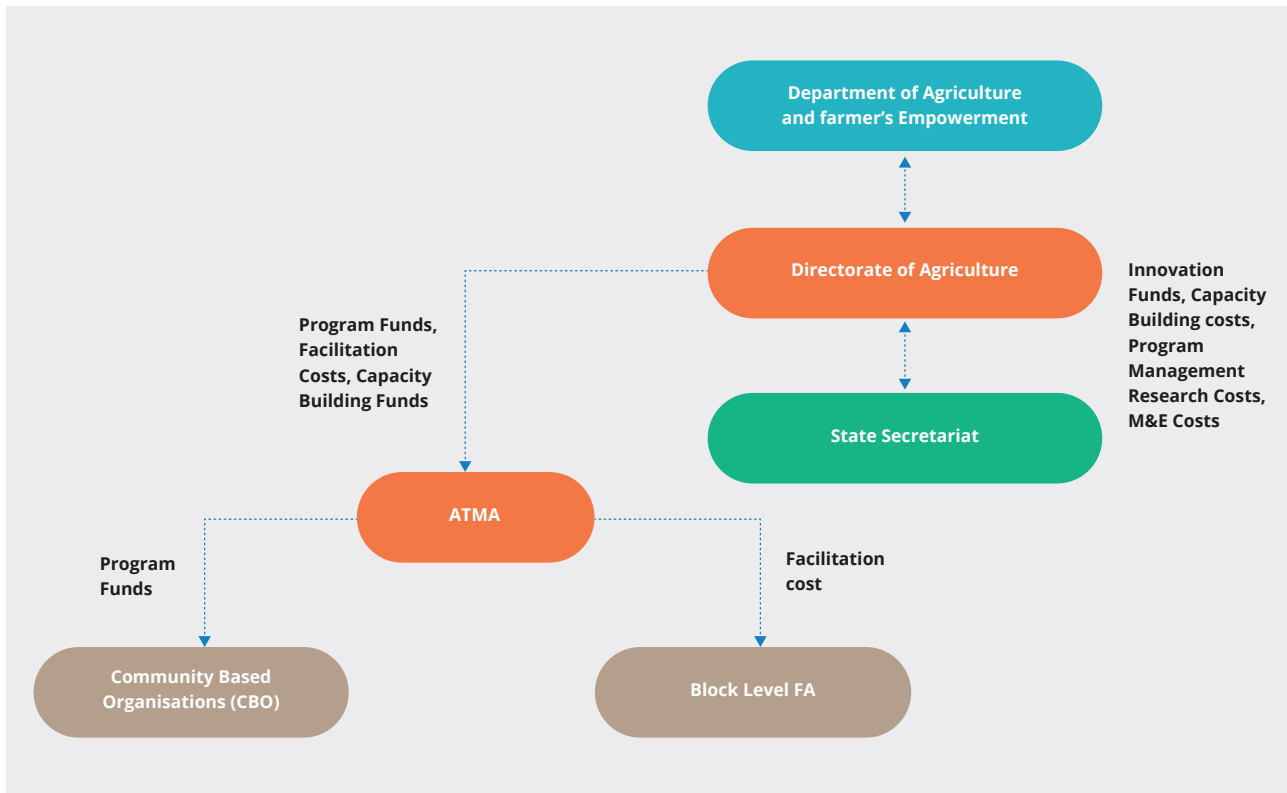 Department of Agriculture
and farmer’s Empowerment
Directorate of Agriculture
Innovation
Funds, Capacity
Building costs,
Program
Management
Research Costs,
M&E Costs
Program Funds,
Facilitation
Costs, Capacity
Building Funds
State Secretariat
ATMA
Program
Funds
Facilitation
cost
Community Based
Organisations (CBO)
Block Level FA